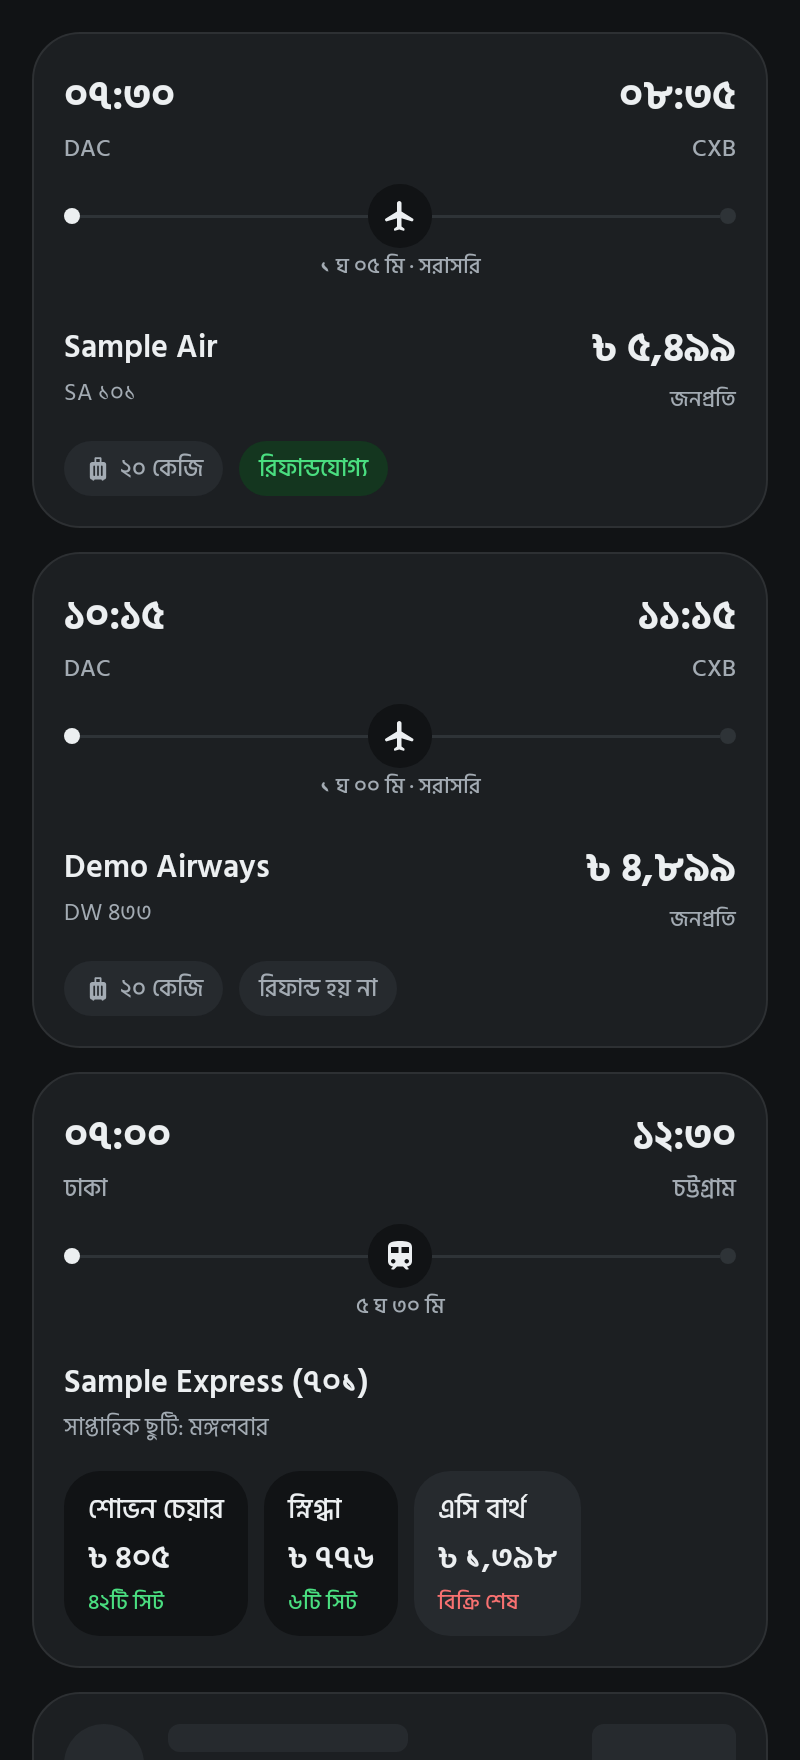 ০৭:৩০ ০৮:৩৫
DAC CXB
১ ঘ ০৫ মি · সরাসরি
Sample Air ৳ ৫,৪৯৯
SA ১০১ জনপ্রতি
২০ কেজি রিফান্ডযোগ্য
১০:১৫ ১১:১৫
DAC CXB
১ ঘ ০০ মি · সরাসরি
Demo Airways ৳ ৪,৮৯৯
DW ৪৩৩ জনপ্রতি
২০ কেজি রিফান্ড হয় না
০৭:০০ ১২:৩০
ঢাকা চট্টগ্রাম
৫ ঘ ৩০ মি
Sample Express (৭০১)
সাপ্তাহিক ছুটি: মঙ্গলবার
শোভন চেয়ার স্নিগ্ধা এসি বার্থ
৳ ৪০৫ ৳ ৭৭৬ ৳ ১,৩৯৮
৪২টি সিট ৬টি সিট বিক্রি শেষ